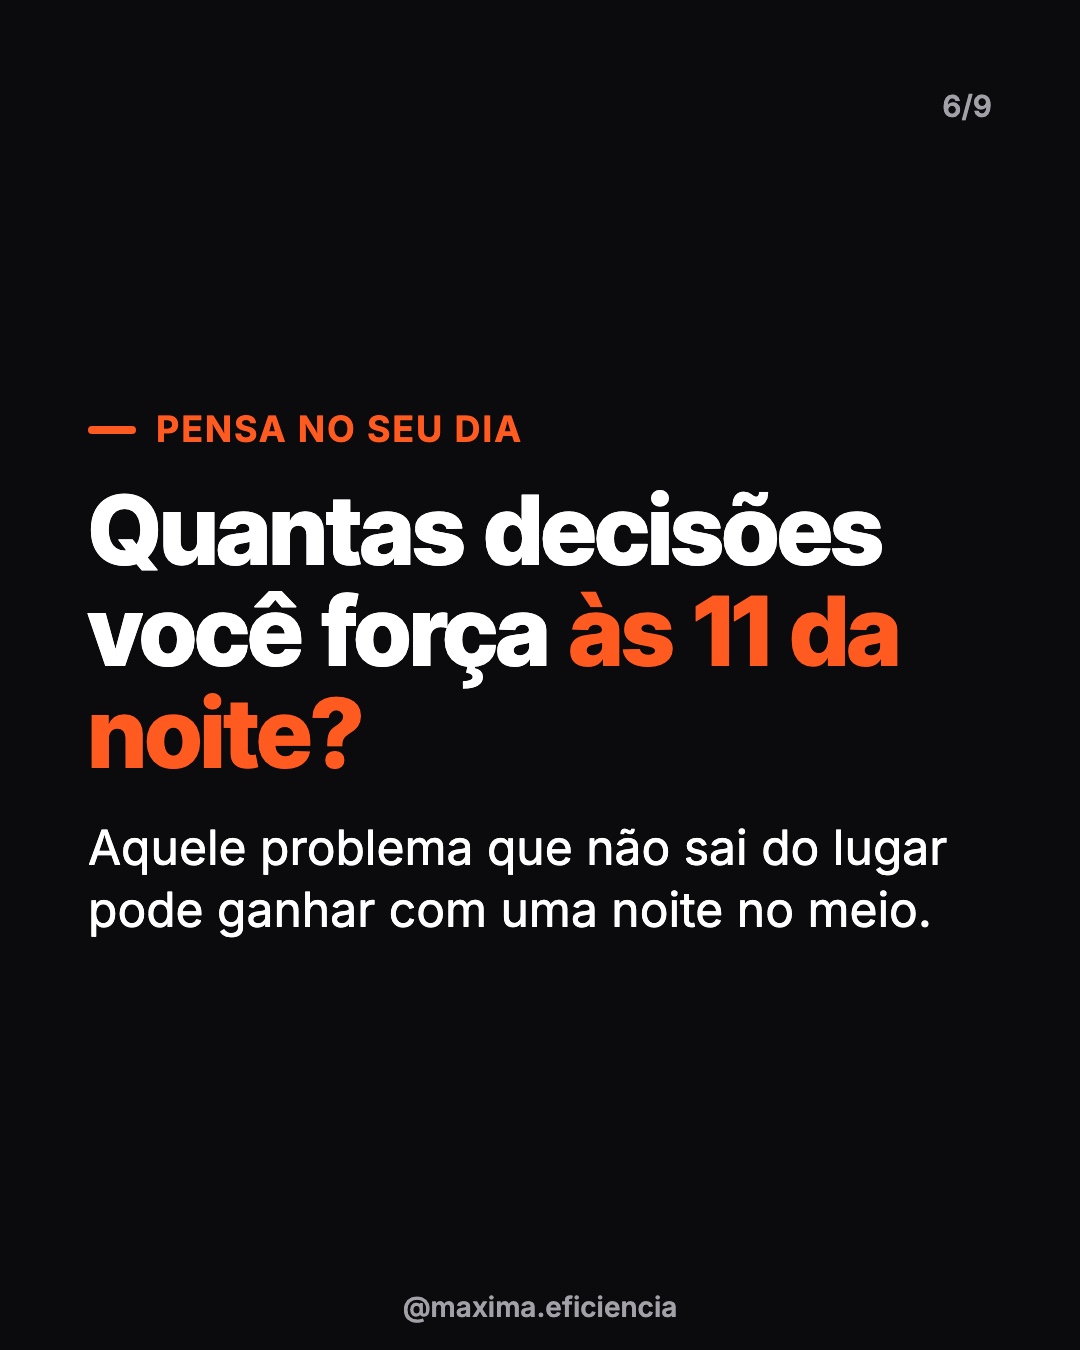 6/9
PENSA NO SEU DIA
Quantas decisões
você força às 11 da
noite?
Aquele problema que não sai do lugar
pode ganhar com uma noite no meio.
@maxima.eficiencia